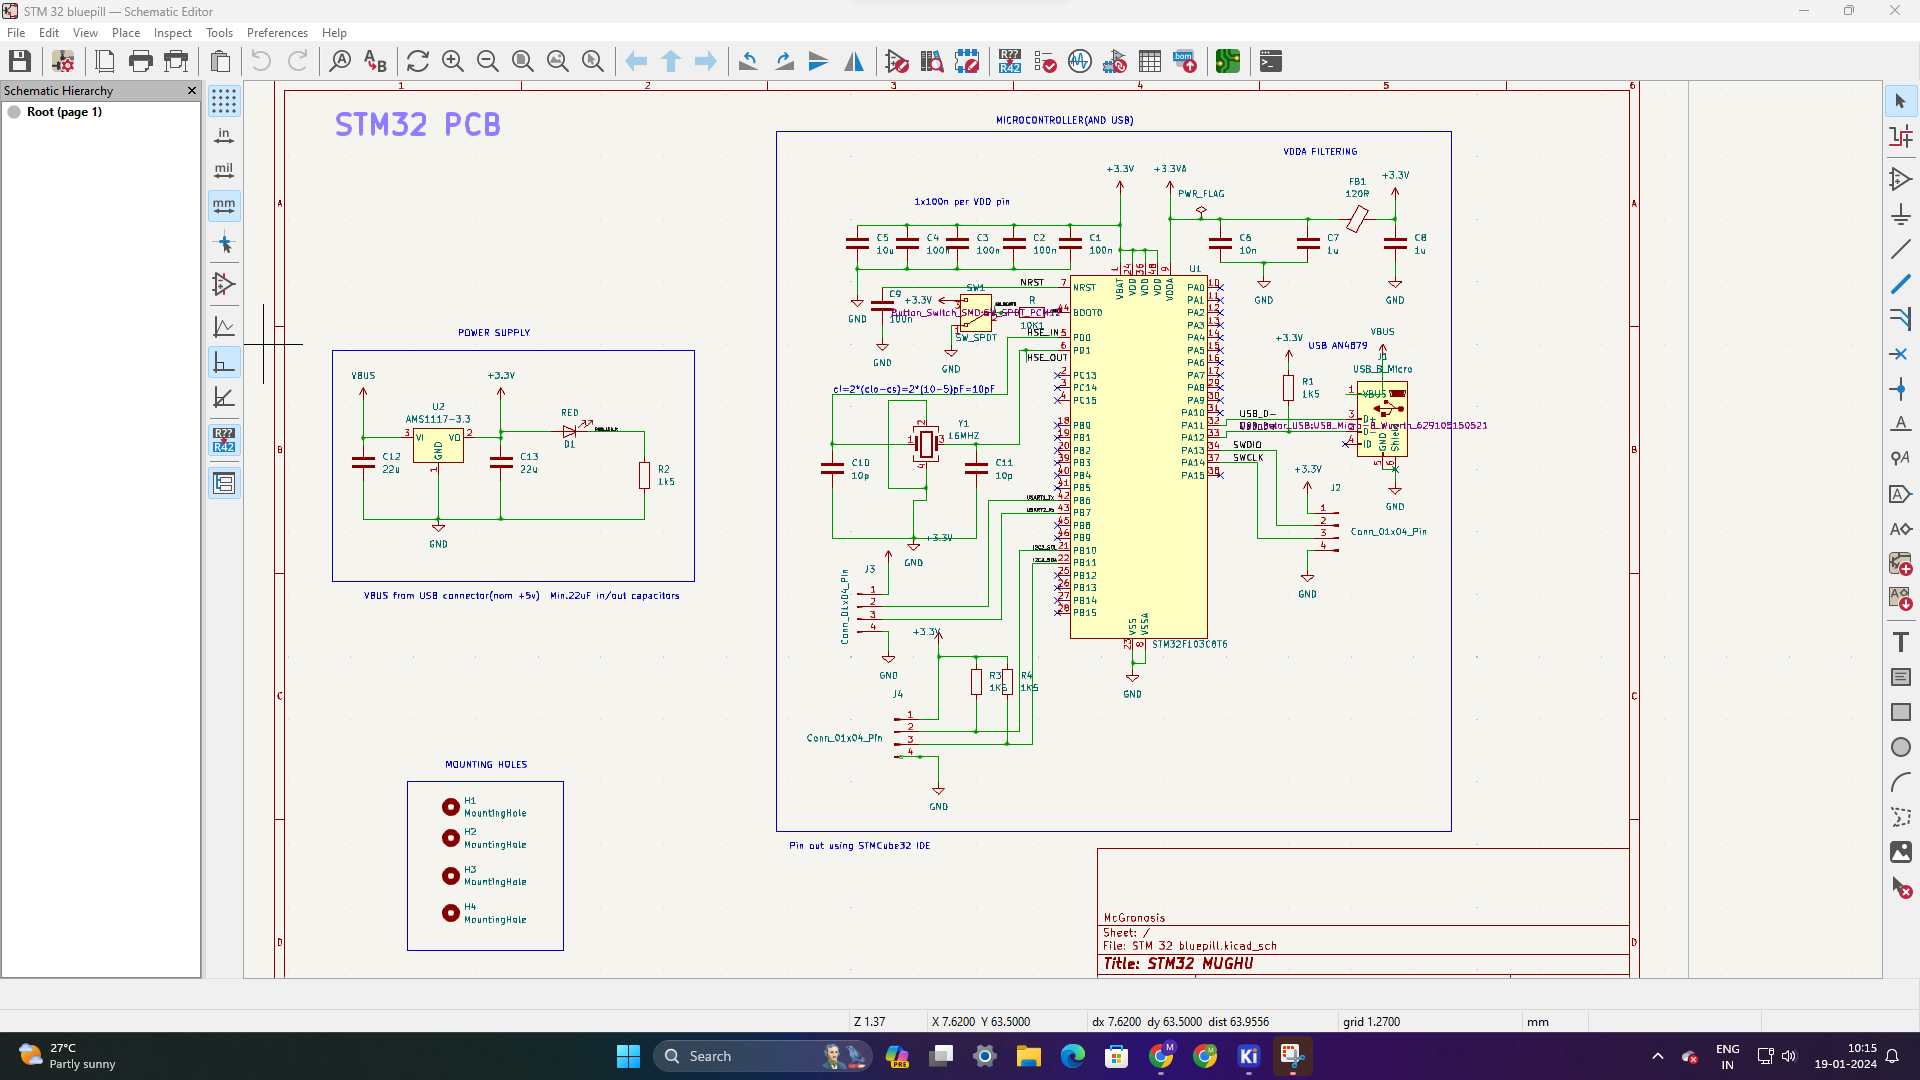 STM 32 bluepill — Schematic Editor
File Edit View Place Inspect Tools Preferences Help
Schematic Hierarchy
Root (page 1)
in
mil
mm
R??
R42
1 2 3 4 5 6
A
B
C
D
STM32 PCB
MICROCONTROLLER(AND USB)
VDDA FILTERING
+3.3V +3.3VA
PWR_FLAG
FB1
120R
+3.3V
1x100n per VDD pin
C5
10u
C4
100n
C3
100n
C2
100n
C1
100n
C6
10n
C7
1u
C8
1u
GND
GND
GND
NRST
SW1
+3.3V
C9
100n
GND
SW_SPDT
GND
R
10K1
HSE_IN
HSE_OUT
cl=2*(clo-cs)=2*(10-5)pF=10pF
Y1
16MHZ
C10
10p
C11
10p
GND
U1
STM32F103C8T6
VBAT VDD VDD VDD VDDA
NRST
BOOT0
PD0
PD1
PC13
PC14
PC15
PB0
PB1
PB2
PB3
PB4
PB5
PB6
PB7
PB8
PB9
PB10
PB11
PB12
PB13
PB14
PB15
PA0
PA1
PA2
PA3
PA4
PA5
PA6
PA7
PA8
PA9
PA10
PA11
PA12
PA13
PA14
PA15
VSS
VSSA
GND
USB AN4879
+3.3V
R1
1K5
VBUS
J1
USB_B_Micro
USB_D-
SWDIO
SWCLK
VBUS
D+
D-
ID
GND
Shield
GND
+3.3V
J2
1
2
3
4
Conn_01x04_Pin
GND
+3.3V
J3
Conn_01x04_Pin
1
2
3
4
GND
+3.3V
R3
1K5
R4
1K5
J4
Conn_01x04_Pin
1
2
3
4
GND
Pin out using STMCube32 IDE
POWER SUPPLY
VBUS
+3.3V
U2
AMS1117-3.3
VI VO
GND
3 2
1
C12
22u
C13
22u
RED
D1
R2
1k5
GND
VBUS from USB connector(nom +5v) Min.22uF in/out capacitors
MOUNTING HOLES
H1
MountingHole
H2
MountingHole
H3
MountingHole
H4
MountingHole
McGronosis
Sheet: /
File: STM 32 bluepill.kicad_sch
Title: STM32 MUGHU
Z 1.37 X 7.6200 Y 63.5000 dx 7.6200 dy 63.5000 dist 63.9556 grid 1.2700 mm
27°C
Partly sunny
Search
ENG
IN
10:15
19-01-2024